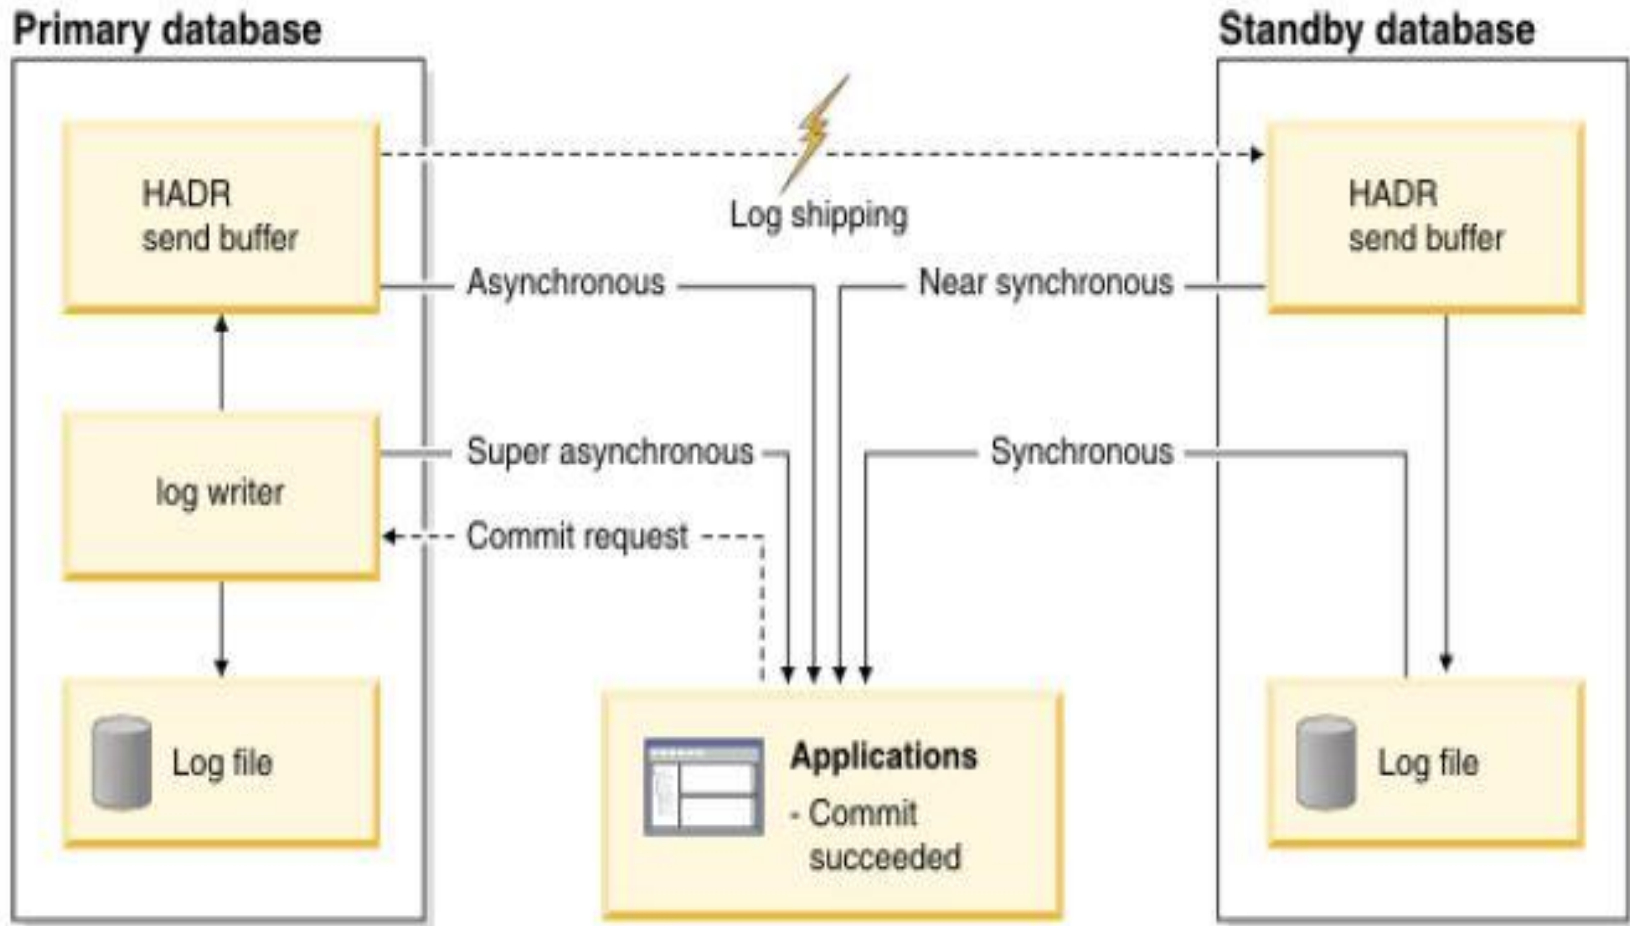 Primary database
Standby database
HADR
send buffer
Log shipping
HADR
send buffer
Asynchronous
Near synchronous
log writer
Super asynchronous
Synchronous
Commit request
Log file
Applications
- Commit
succeeded
Log file